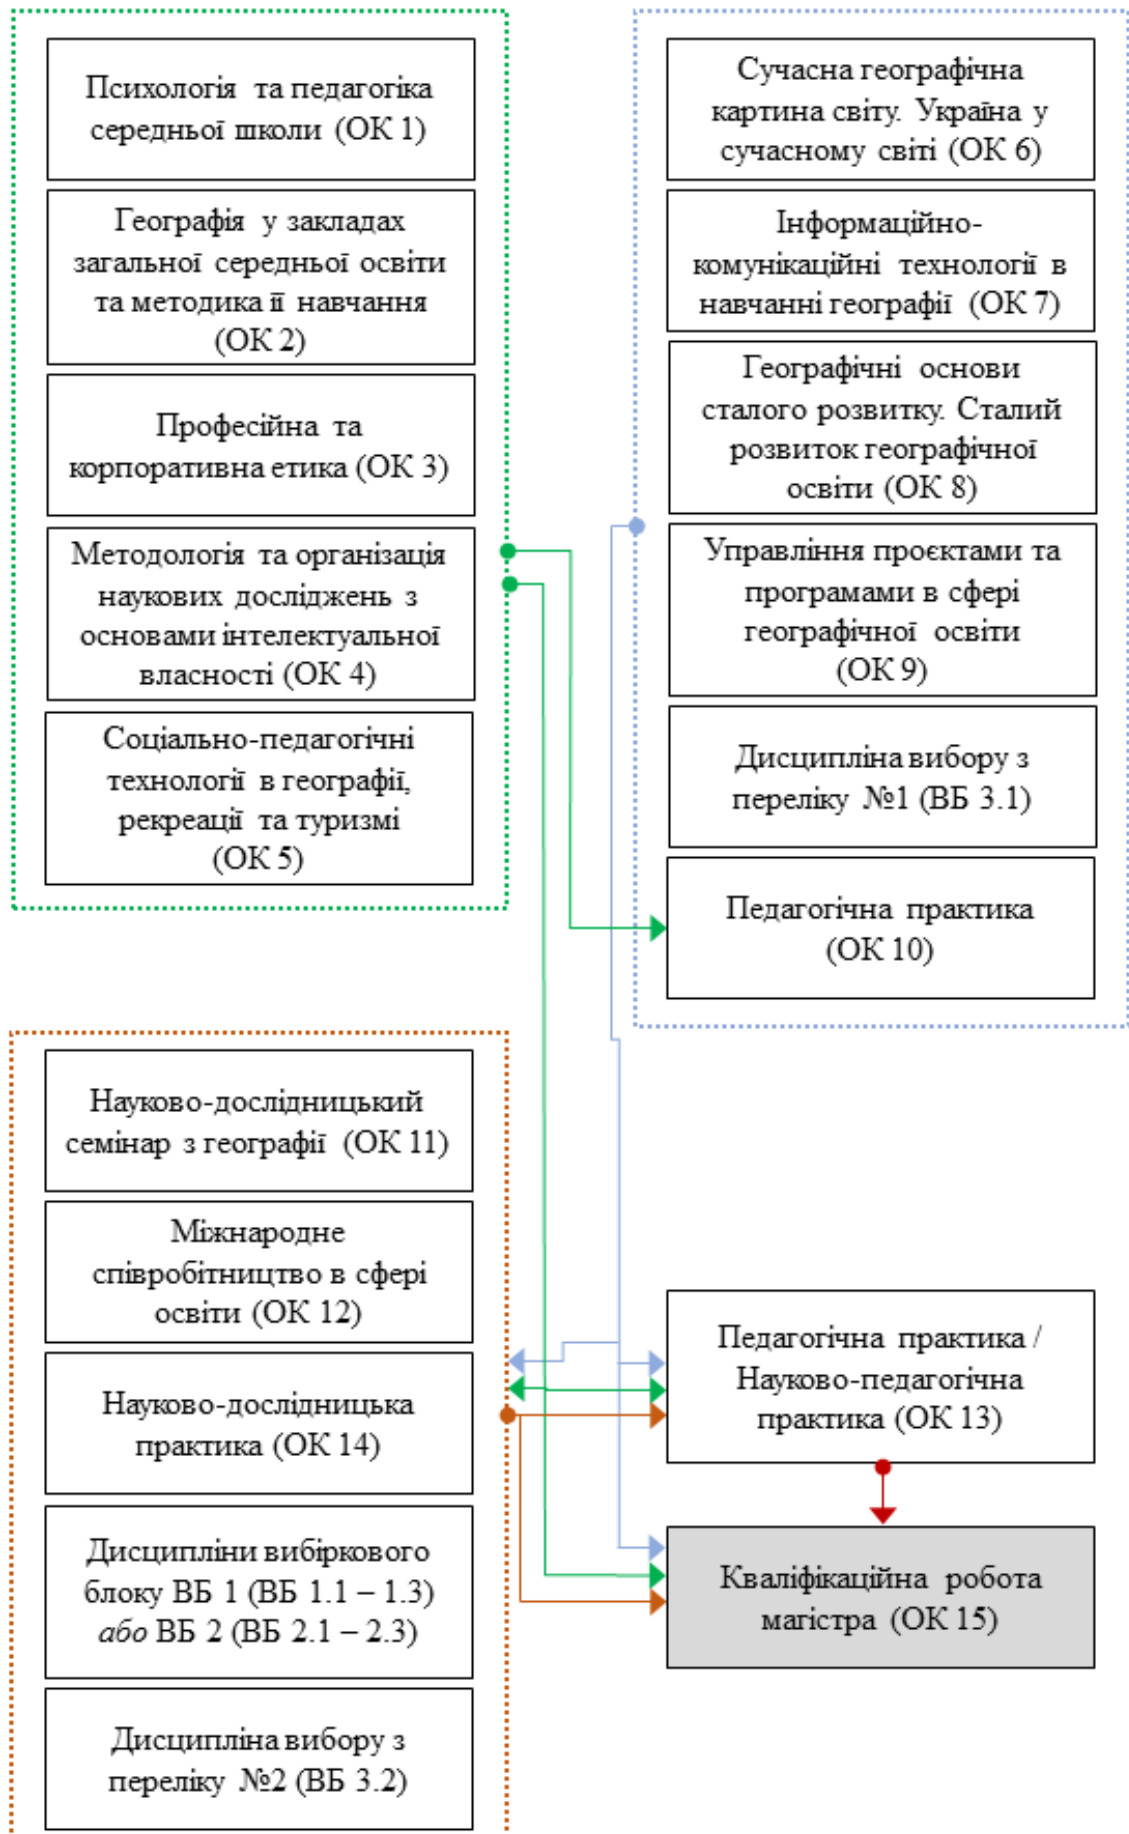 Психологія та педагогіка
середньої школи (ОК 1)
Географія у закладах
загальної середньої освіти
та методика її навчання
(ОК 2)
Професійна та
корпоративна етика (ОК 3)
Методологія та організація
наукових досліджень з
основами інтелектуальної
власності (ОК 4)
Соціально-педагогічні
технології в географії,
рекреації та туризмі
(ОК 5)
Сучасна географічна
картина світу. Україна у
сучасному світі (ОК 6)
Інформаційно-
комунікаційні технології в
навчанні географії (ОК 7)
Географічні основи
сталого розвитку. Сталий
розвиток географічної
освіти (ОК 8)
Управління проєктами та
програмами в сфері
географічної освіти
(ОК 9)
Дисципліна вибору з
переліку №1 (ВБ 3.1)
Педагогічна практика
(ОК 10)
Науково-дослідницький
семінар з географії (ОК 11)
Міжнародне
співробітництво в сфері
освіти (ОК 12)
Науково-дослідницька
практика (ОК 14)
Дисципліни вибіркового
блоку ВБ 1 (ВБ 1.1 – 1.3)
або ВБ 2 (ВБ 2.1 – 2.3)
Дисципліна вибору з
переліку №2 (ВБ 3.2)
Педагогічна практика /
Науково-педагогічна
практика (ОК 13)
Кваліфікаційна робота
магістра (ОК 15)